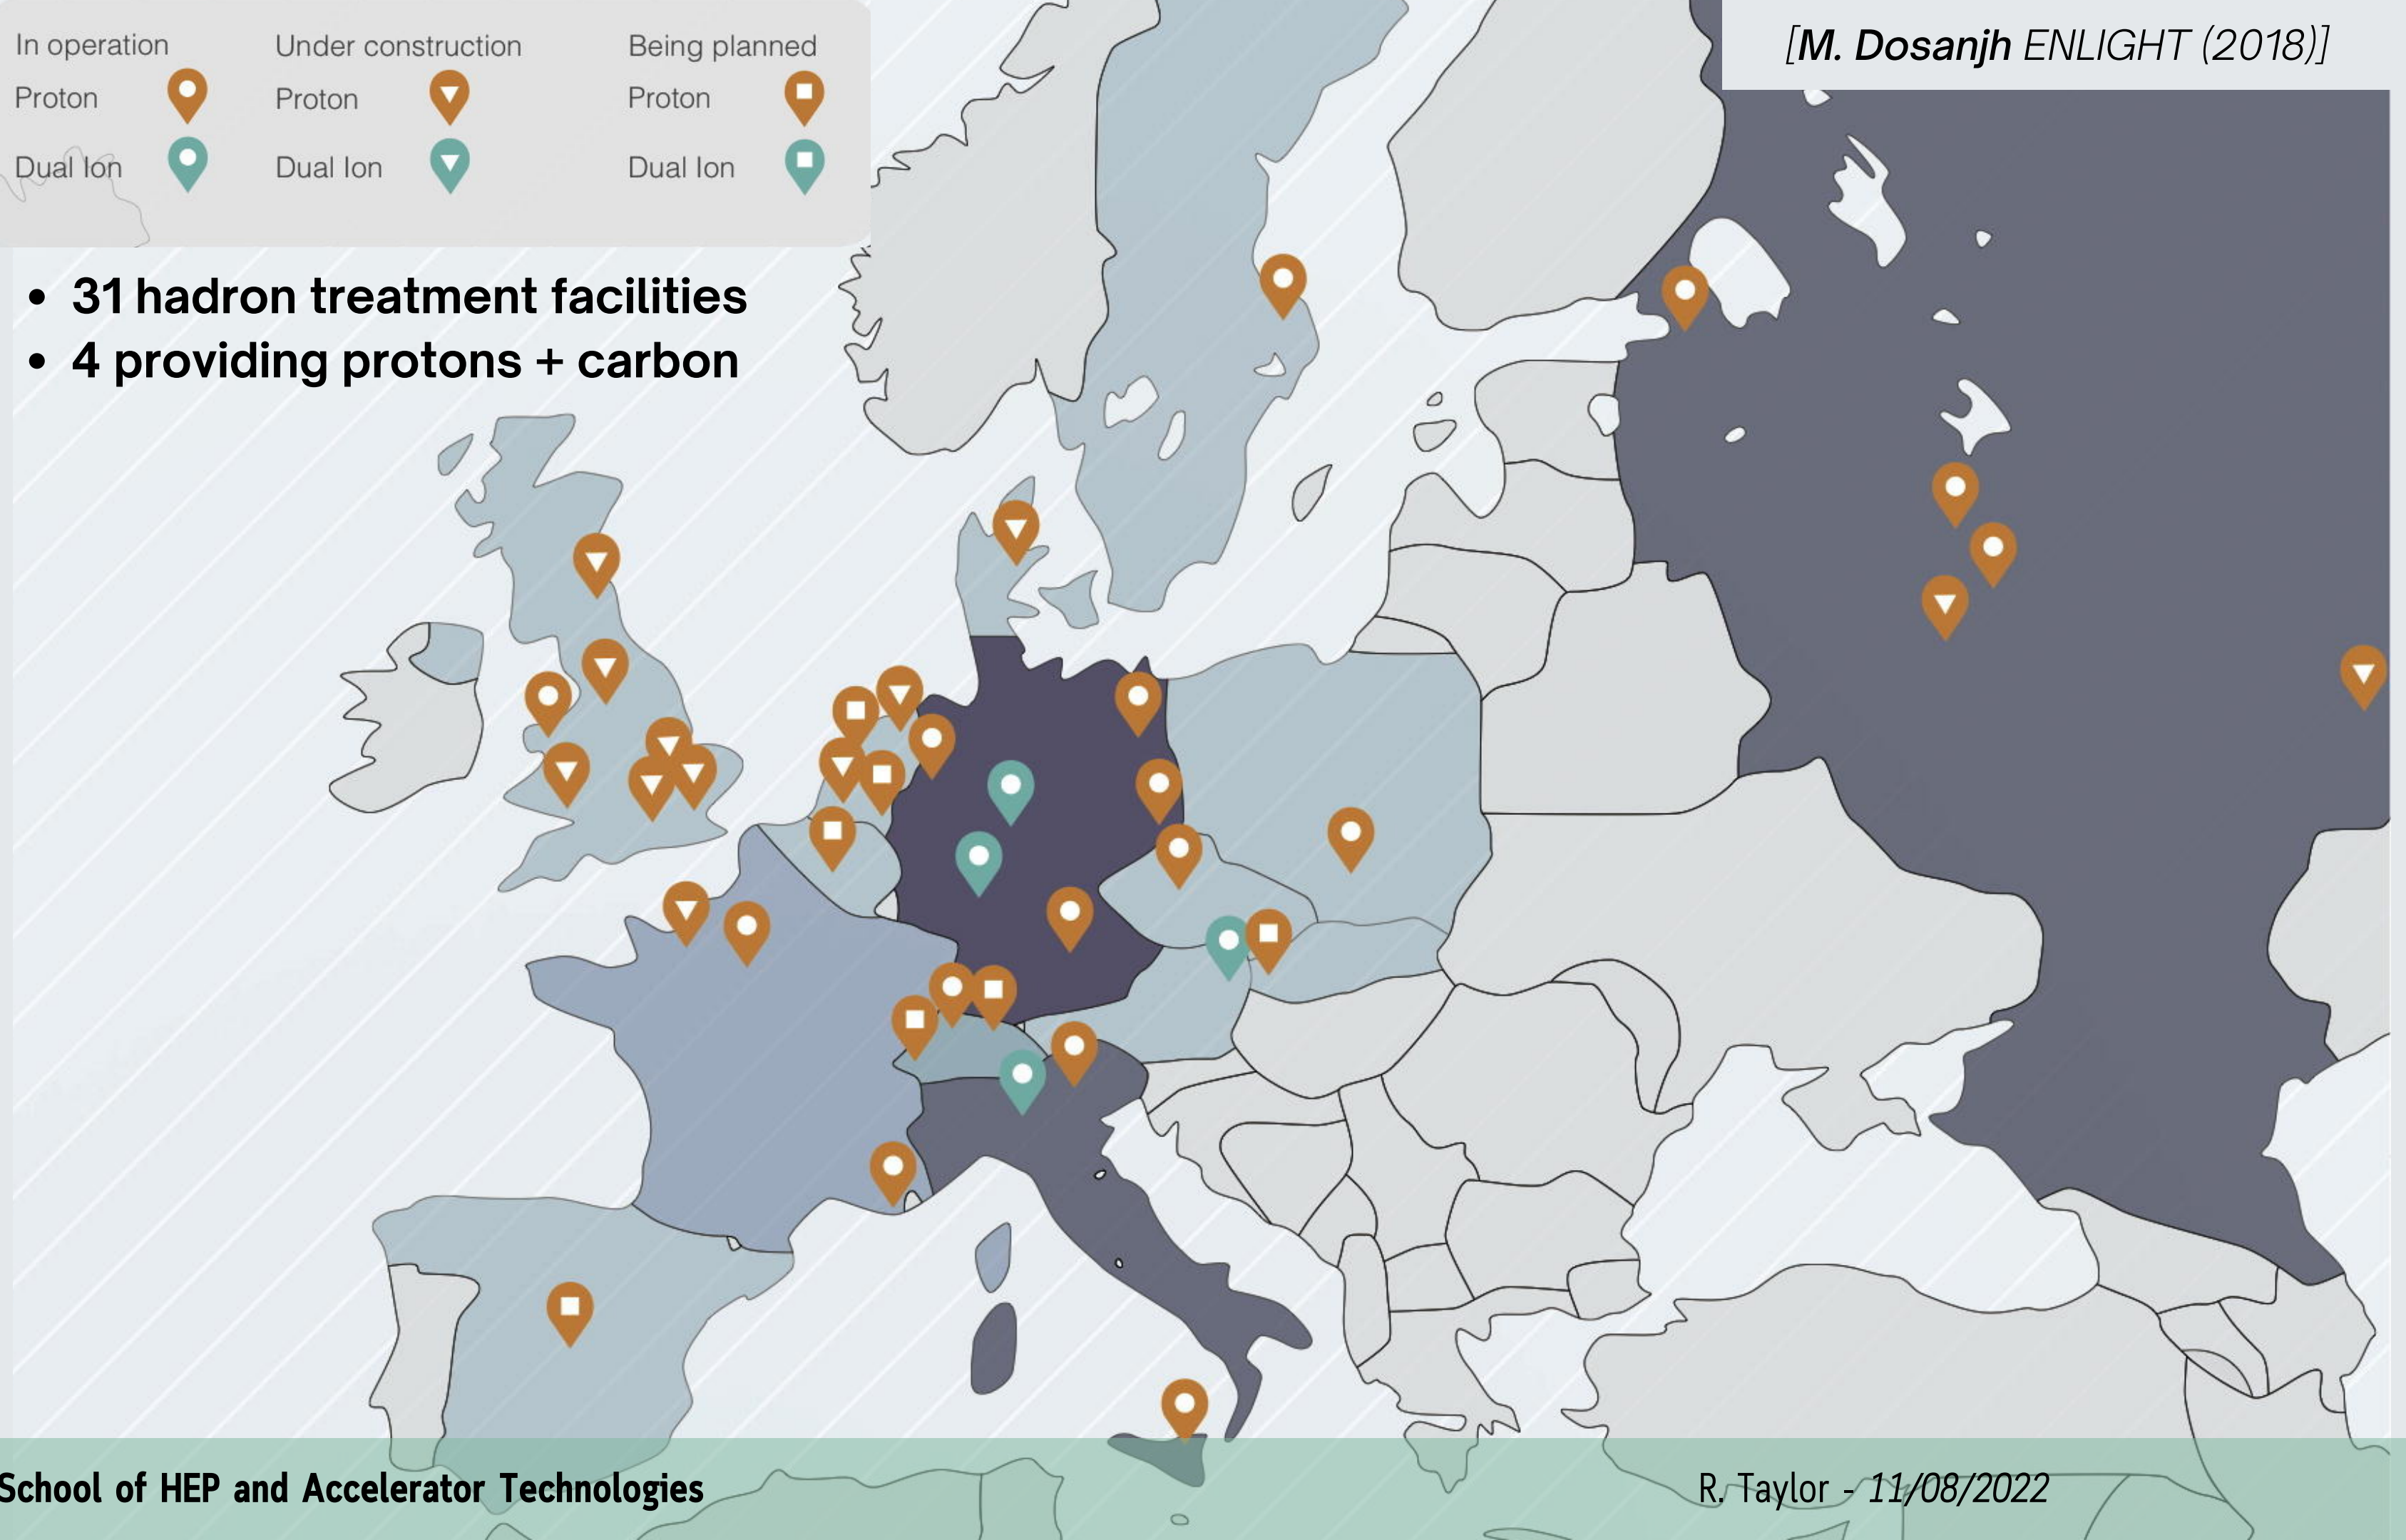 In operation
Proton
Dual Ion
Under construction
Proton
Dual Ion
Being planned
Proton
Dual Ion
[M. Dosanjh ENLIGHT (2018)]
• 31 hadron treatment facilities
• 4 providing protons + carbon
School of HEP and Accelerator Technologies
R. Taylor - 11/08/2022